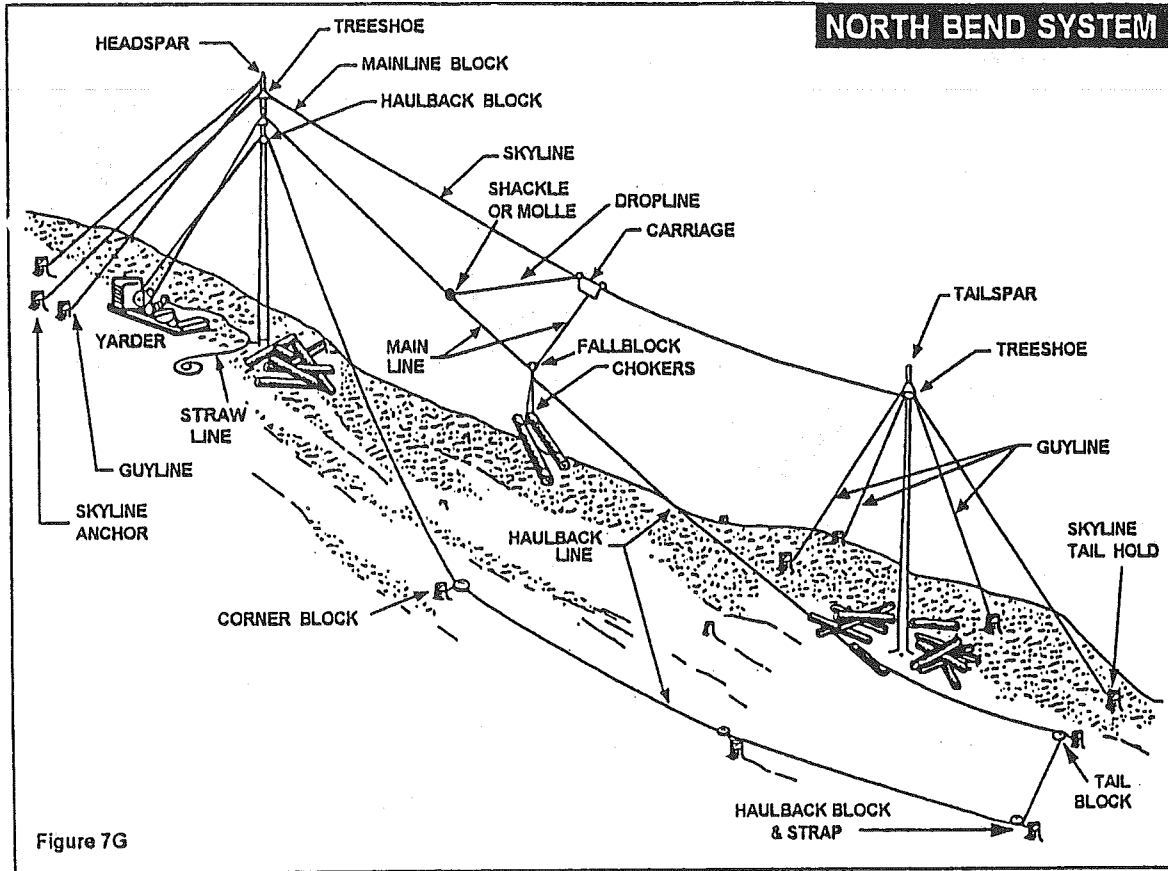 NORTH BEND SYSTEM
HEADSPAR
TREESHOE
MAINLINE BLOCK
HAULBACK BLOCK
SKYLINE
SHACKLE
OR MOLLE
DROPLINE
CARRIAGE
TAILSPAR
TREESHOE
YARDER
MAIN
LINE
FALLBLOCK
CHOKERS
STRAW
LINE
GUYLINE
GUYLINE
SKYLINE
ANCHOR
HAULBACK
LINE
SKYLINE
TAIL HOLD
CORNER BLOCK
TAIL
BLOCK
HAULBACK BLOCK
& STRAP
Figure 7G